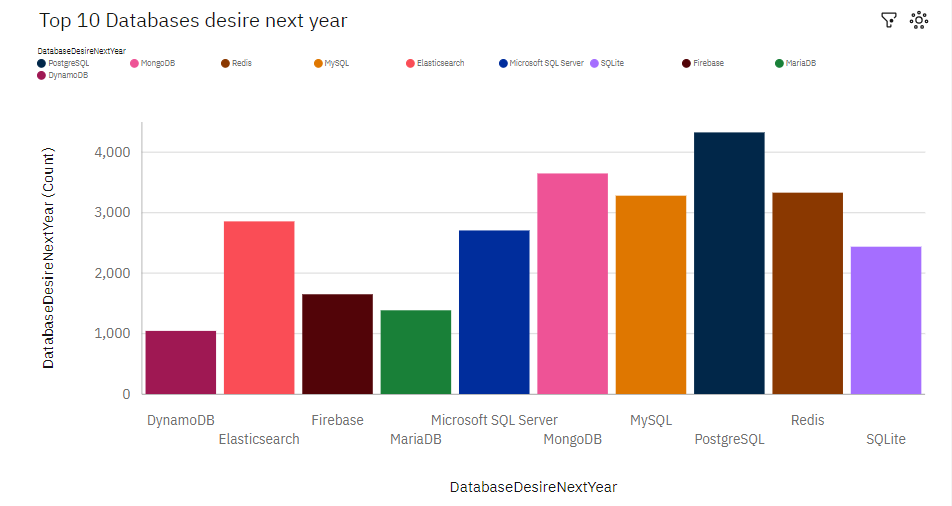 Top 10 Databases desire next year
DatabaseDesireNextYear
PostgreSQL MongoDB Redis MySQL Elasticsearch Microsoft SQL Server SQLite Firebase MariaDB
DynamoDB
DatabaseDesireNextYear (Count)
4,000
3,000
2,000
1,000
0
DynamoDB Firebase Microsoft SQL Server MySQL Redis
Elasticsearch MariaDB MongoDB PostgreSQL SQLite
DatabaseDesireNextYear